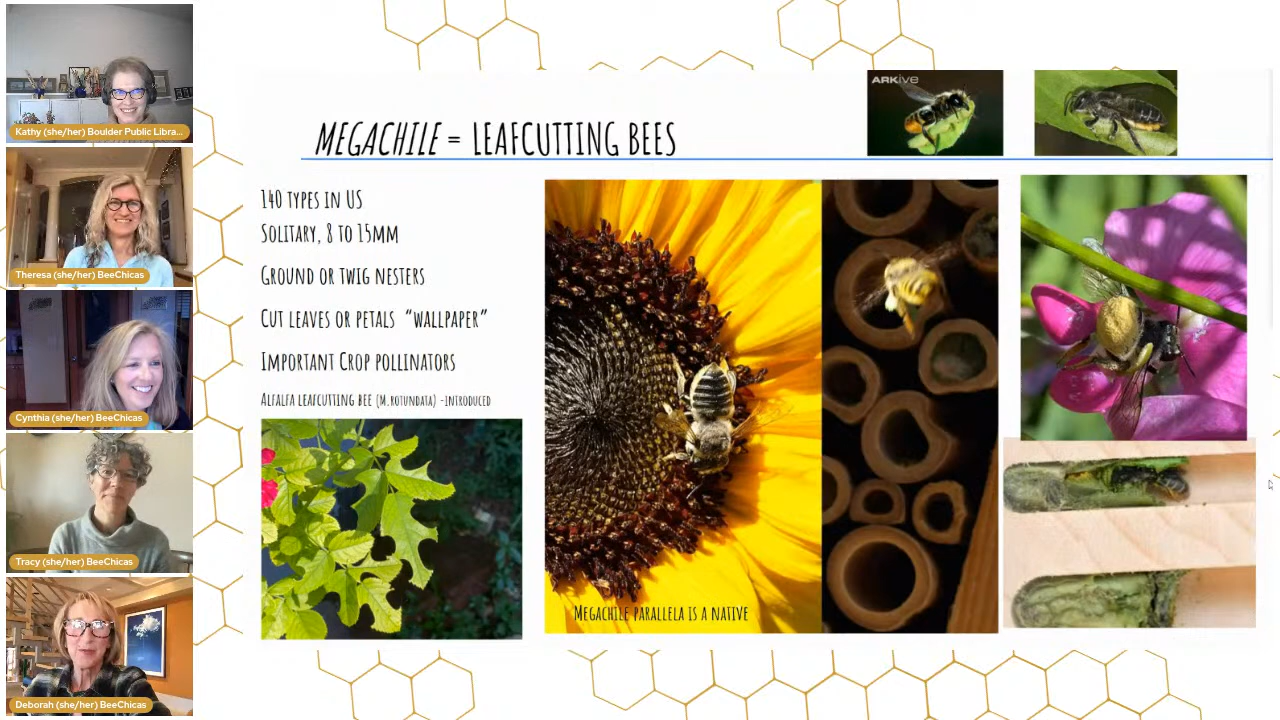 Kathy (she/her) Boulder Public Libra...
Theresa (she/her) BeeChicas
Cynthia (she/her) BeeChicas
Tracy (she/her) BeeChicas
Deborah (she/her) BeeChicas
MEGACHILE = LEAFCUTTING BEES
140 TYPES IN US
SOLITARY, 8 TO 15MM
GROUND OR TWIG NESTERS
CUT LEAVES OR PETALS “WALLPAPER”
IMPORTANT CROP POLLINATORS
ALFALFA LEAFCUTTING BEE (M.ROTUNDATA) -INTRODUCED
ARKive
MEGACHILE PARALLELA IS A NATIVE